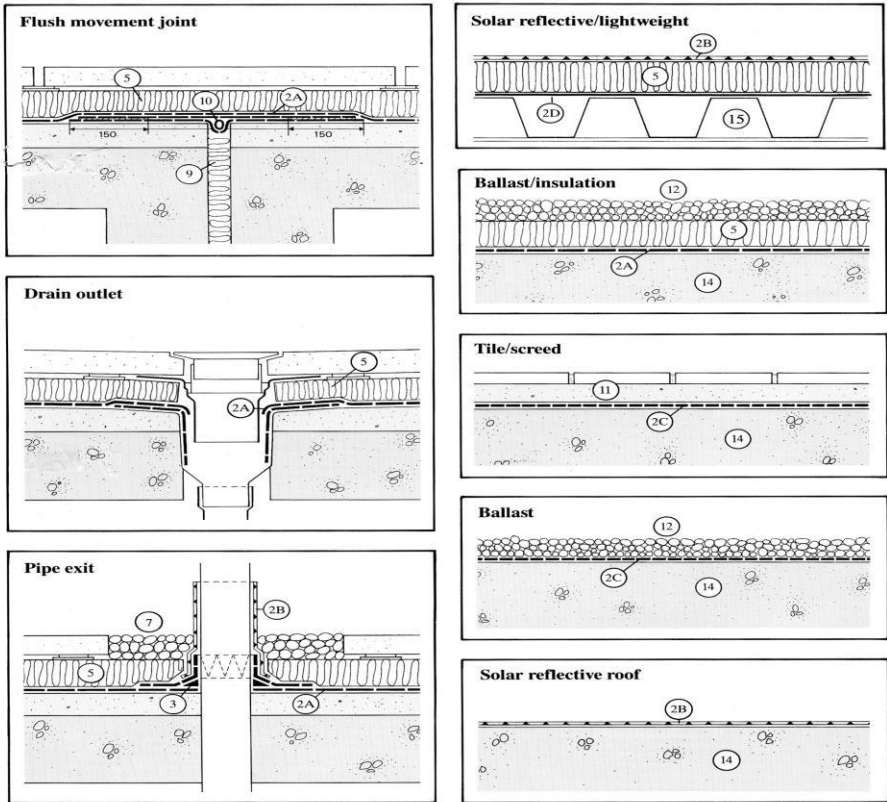 Flush movement joint
5
10
2A
150
150
9
Drain outlet
5
2A
Pipe exit
7
2B
5
3
2A
Solar reflective/lightweight
2B
5
2D
15
Ballast/insulation
12
5
2A
14
Tile/screed
11
2C
14
Ballast
12
2C
14
Solar reflective roof
2B
14